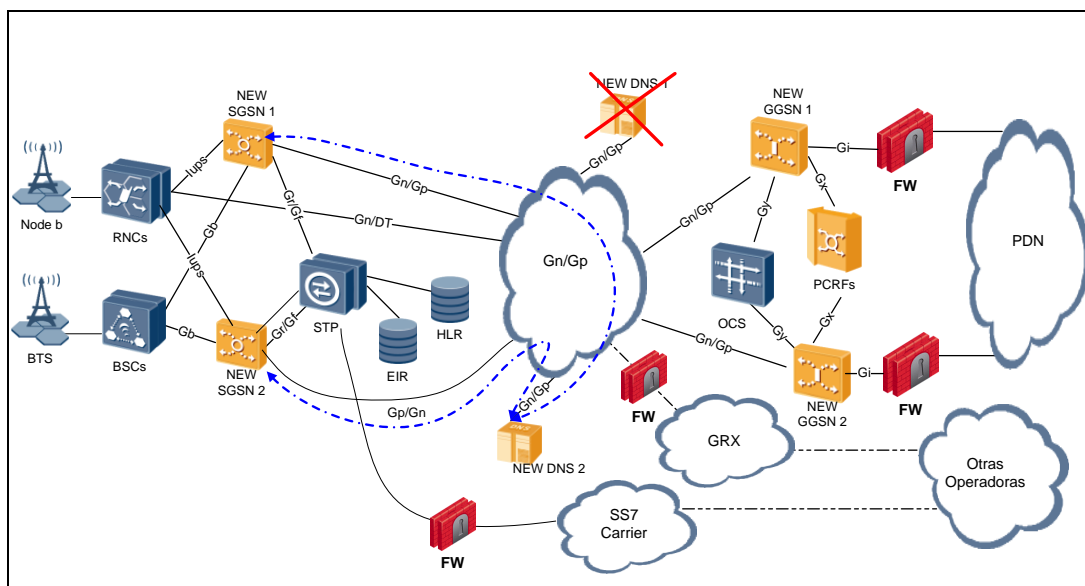 NEW DNS 1
NEW
SGSN 1
NEW
GGSN 1
Iups
Gn/Gp
Gi
FW
Node b
RNCs
Gr/Gf
Gn/Gp
Gn/DT
Gb
Gn/Gp
Gy
Gx
PDN
Gn/Gp
Iups
PCRFs
OCS
BTS
BSCs
Gb
STP
HLR
Gr/Gf
EIR
Gn/Gp
Gy
Gx
Gi
FW
NEW
SGSN 2
NEW
GGSN 2
FW
Gp/Gn
Gn/Gp
DNS
NEW DNS 2
GRX
Otras
Operadoras
SS7
Carrier
FW